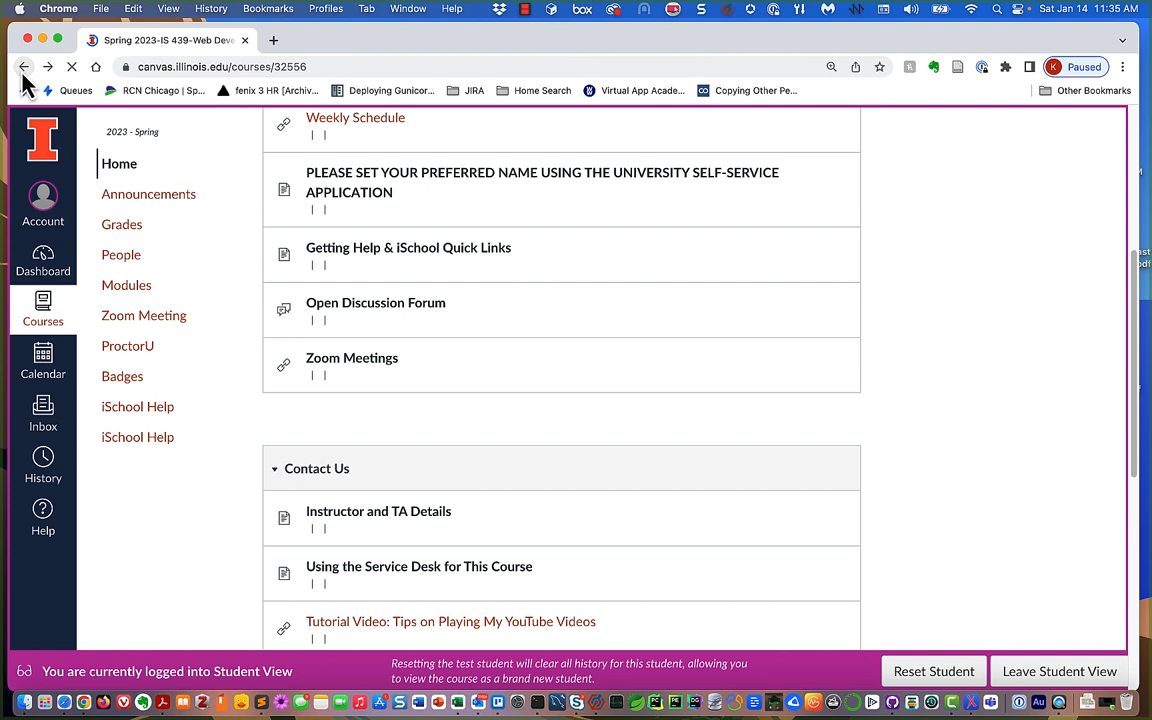 Chrome File Edit View History Bookmarks Profiles Tab Window Help box Sat Jan 14 11:35 AM
Spring 2023-IS 439-Web Deve
canvas.illinois.edu/courses/32556 K Paused
Queues RCN Chicago | Sp... fenix 3 HR [Archiv... Deploying Gunicor... JIRA Home Search Virtual App Acade... Copying Other Pe... Other Bookmarks
2023 - Spring
Home
Announcements
Grades
People
Modules
Zoom Meeting
ProctorU
Badges
iSchool Help
iSchool Help
Account
Dashboard
Courses
Calendar
Inbox
History
Help
Weekly Schedule
| |
PLEASE SET YOUR PREFERRED NAME USING THE UNIVERSITY SELF-SERVICE
APPLICATION
| |
Getting Help & iSchool Quick Links
| |
Open Discussion Forum
| |
Zoom Meetings
| |
Contact Us
Instructor and TA Details
| |
Using the Service Desk for This Course
| |
Tutorial Video: Tips on Playing My YouTube Videos
| |
You are currently logged into Student View
Resetting the test student will clear all history for this student, allowing you
to view the course as a brand new student.
Reset Student
Leave Student View